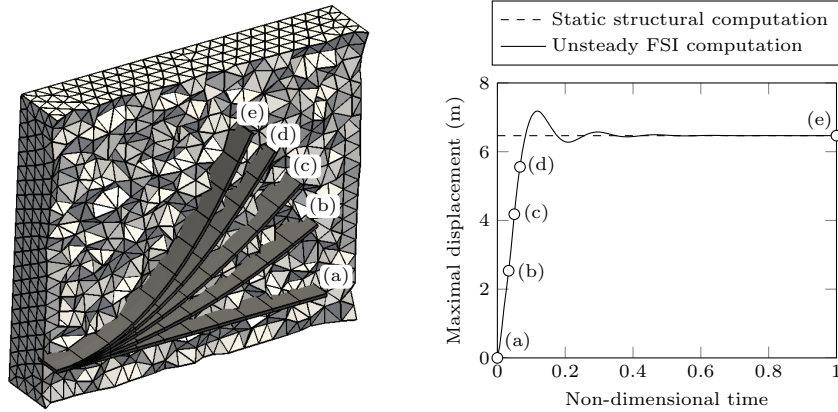 (e)
(d)
(c)
(b)
(a)
Static structural computation
Unsteady FSI computation
Maximal displacement (m)
8
6
4
2
0
(e)
(d)
(c)
(b)
(a)
0
0.2
0.4
0.6
0.8
1
Non-dimensional time